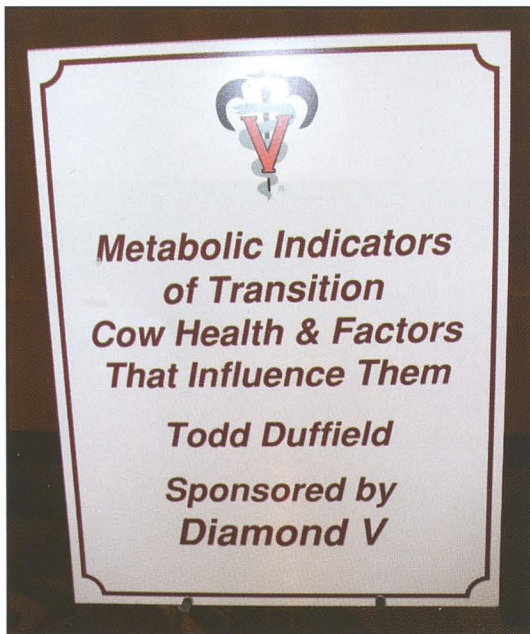 V
Metabolic Indicators
of Transition
Cow Health & Factors
That Influence Them
Todd Duffield
Sponsored by
Diamond V